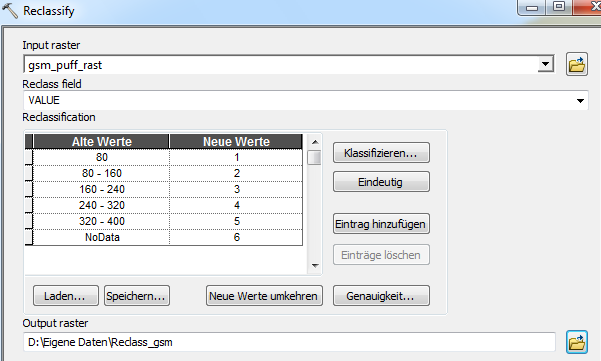 Reclassify
Input raster
gsm_puff_rast
Reclass field
VALUE
Reclassification
Alte Werte Neue Werte
80 1
80 - 160 2
160 - 240 3
240 - 320 4
320 - 400 5
NoData 6
Klassifizieren...
Eindeutig
Eintrag hinzufügen
Einträge löschen
Laden... Speichern... Neue Werte umkehren Genauigkeit...
Output raster
D:\Eigene Daten\Reclass_gsm